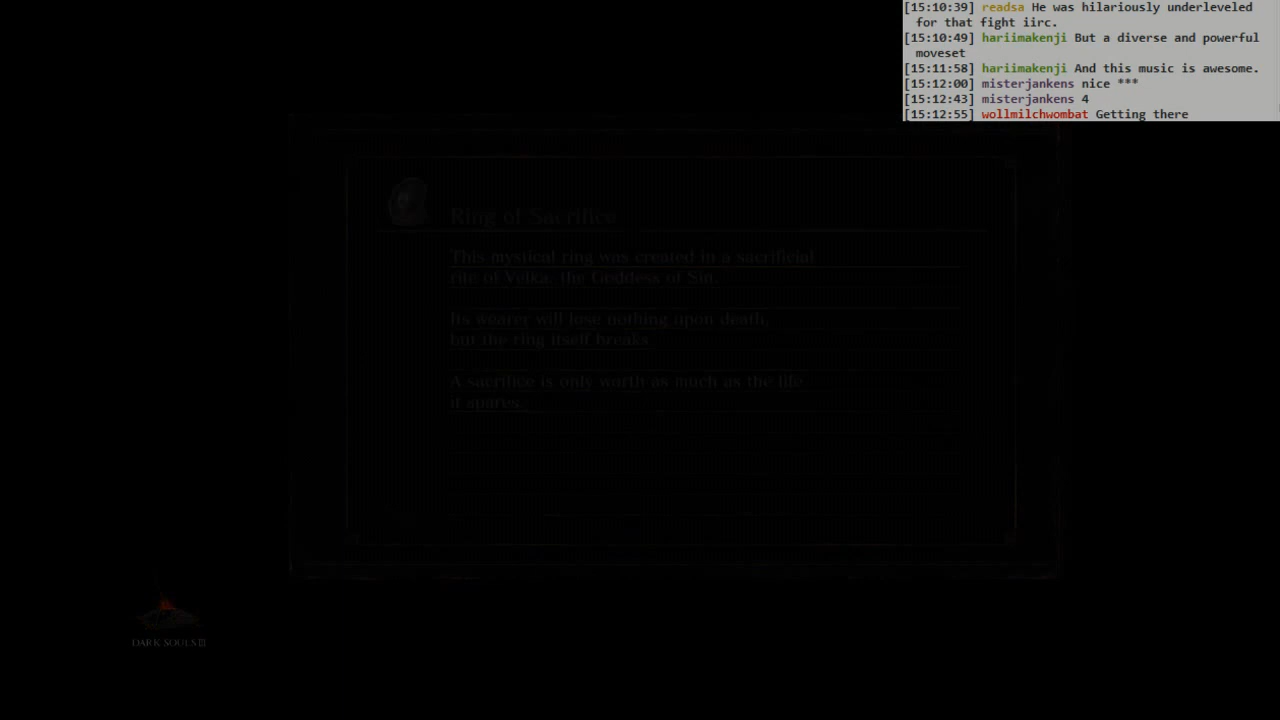 [15:10:39] readsa He was hilariously underleveled
for that fight iirc.
[15:10:49] hariimakenji But a diverse and powerful
moveset
[15:11:58] hariimakenji And this music is awesome.
[15:12:00] misterjankens nice ***
[15:12:43] misterjankens 4
[15:12:55] wollmilchwombat Getting there
Ring of Sacrifice
This mystical ring was created in a sacrificial
rite of Velka, the Goddess of Sin.
Its wearer will lose nothing upon death,
but the ring itself breaks.
A sacrifice is only worth as much as the life
it spares.
DARK SOULS III